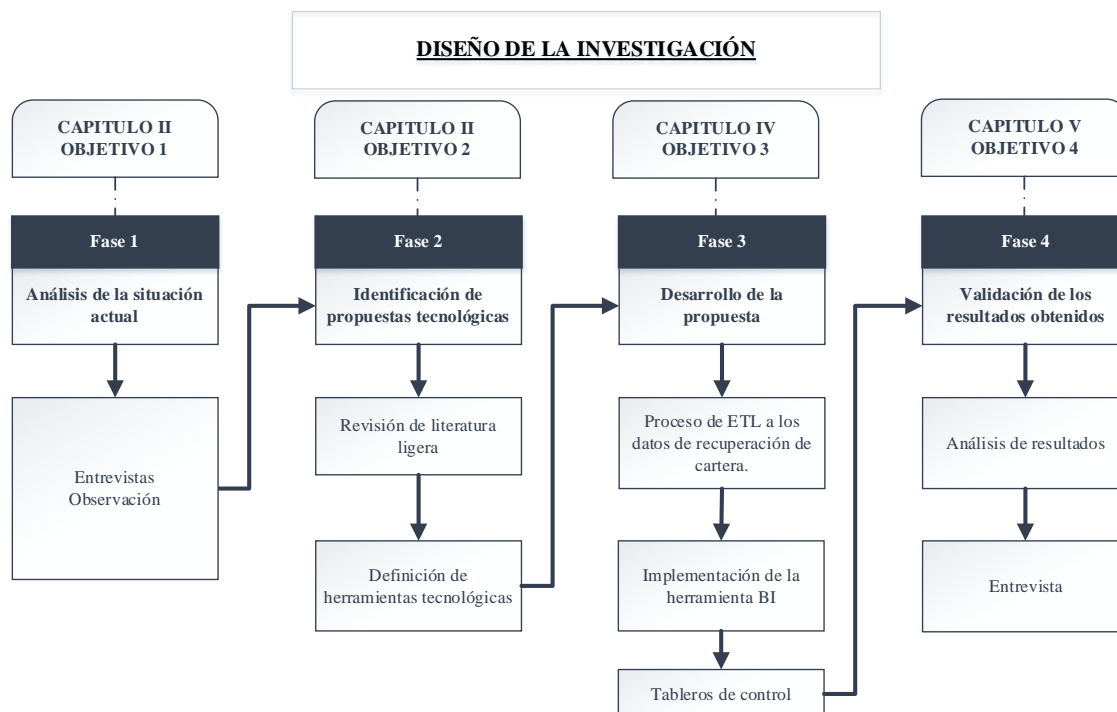 DISEÑO DE LA INVESTIGACIÓN
CAPITULO II
OBJETIVO 1
Fase 1
Análisis de la situación
actual
Entrevistas
Observación
CAPITULO II
OBJETIVO 2
Fase 2
Identificación de
propuestas tecnológicas
Revisión de literatura
ligera
Definición de
herramientas tecnológicas
CAPITULO IV
OBJETIVO 3
Fase 3
Desarrollo de la
propuesta
Proceso de ETL a los
datos de recuperación de
cartera.
Implementación de la
herramienta BI
Tableros de control
CAPITULO V
OBJETIVO 4
Fase 4
Validación de los
resultados obtenidos
Análisis de resultados
Entrevista